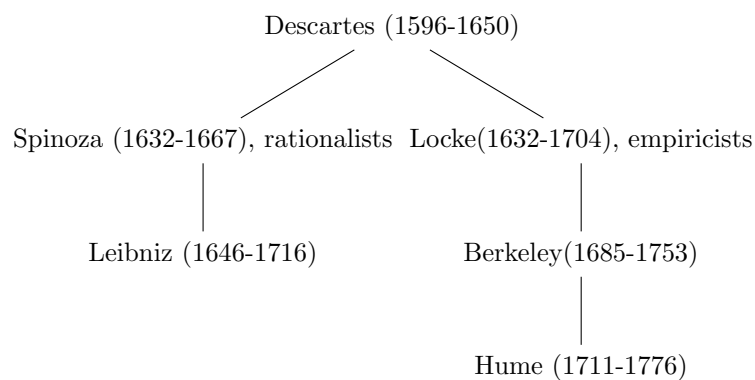 Descartes (1596-1650)
Spinoza (1632-1667), rationalists
Locke(1632-1704), empiricists
Leibniz (1646-1716)
Berkeley(1685-1753)
Hume (1711-1776)